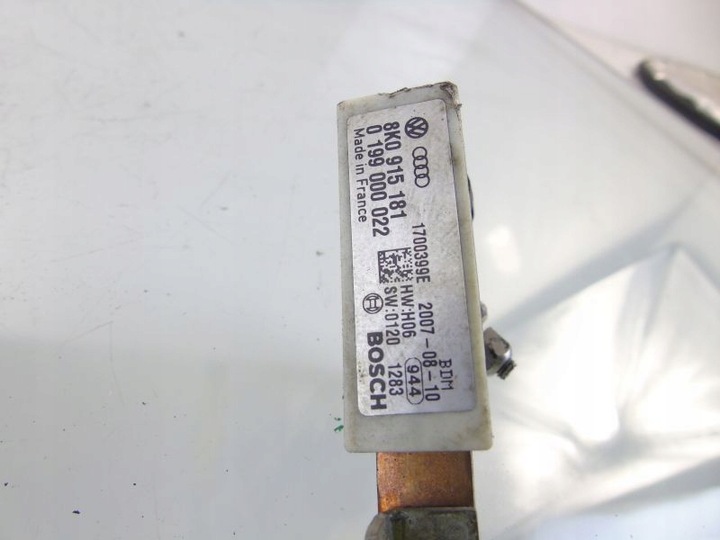 8K0 915 181
0 199 000 022
Made in France
1700399E 2007-08-10
HW:H06 BDM
SW:0120 1283 944
BOSCH